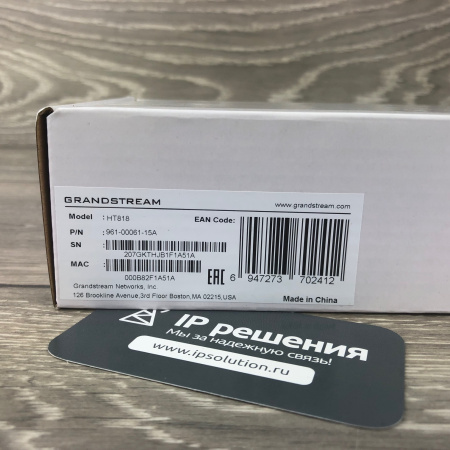 GRANDSTREAM
www.grandstream.com
Model : HT818 EAN Code:
P/N : 961-00061-15A
SN
207GKTHJB1F1A51A
MAC :
000B82F1A51A
EAC
6 947273 702412
Grandstream Networks, Inc.
126 Brookline Avenue,3rd Floor Boston,MA 02215,USA
Made in China
IP решения
Мы за надежную связь!
www.ipsolution.ru